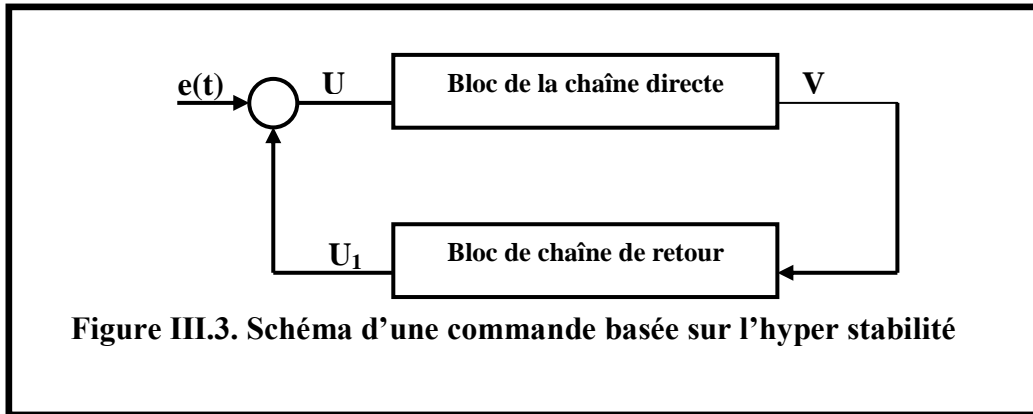 e(t) U Bloc de la chaîne directe V
U₁ Bloc de chaîne de retour
Figure III.3. Schéma d’une commande basée sur l’hyper stabilité